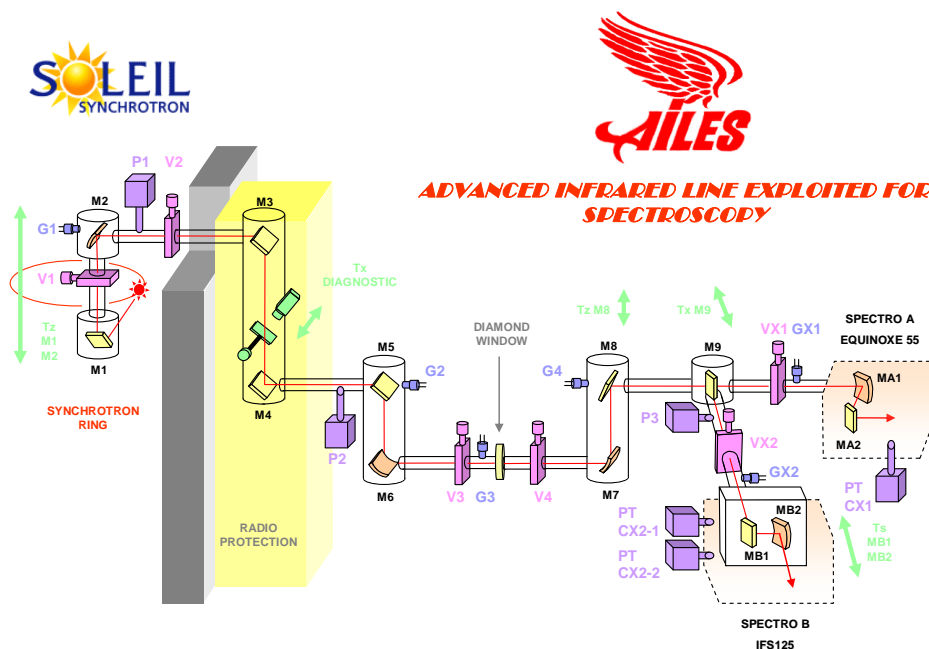 SOLEIL
SYNCHROTRON
AILES
ADVANCED INFRARED LINE EXPLOITED FOR
SPECTROSCOPY
P1
V2
M2
M3
G1
V1
Tx
DIAGNOSTIC
Tz
M1
M2
M1
SYNCHROTRON
RING
M4
M5
G2
P2
M6
RADIO
PROTECTION
DIAMOND
WINDOW
V3
G3
V4
Tz M8
Tx M9
G4
M8
M7
M9
VX1
GX1
SPECTRO A
EQUINOXE 55
MA1
MA2
P3
VX2
GX2
PT
CX1
PT
CX2-1
PT
CX2-2
MB2
MB1
Ts
MB1
MB2
SPECTRO B
IFS125